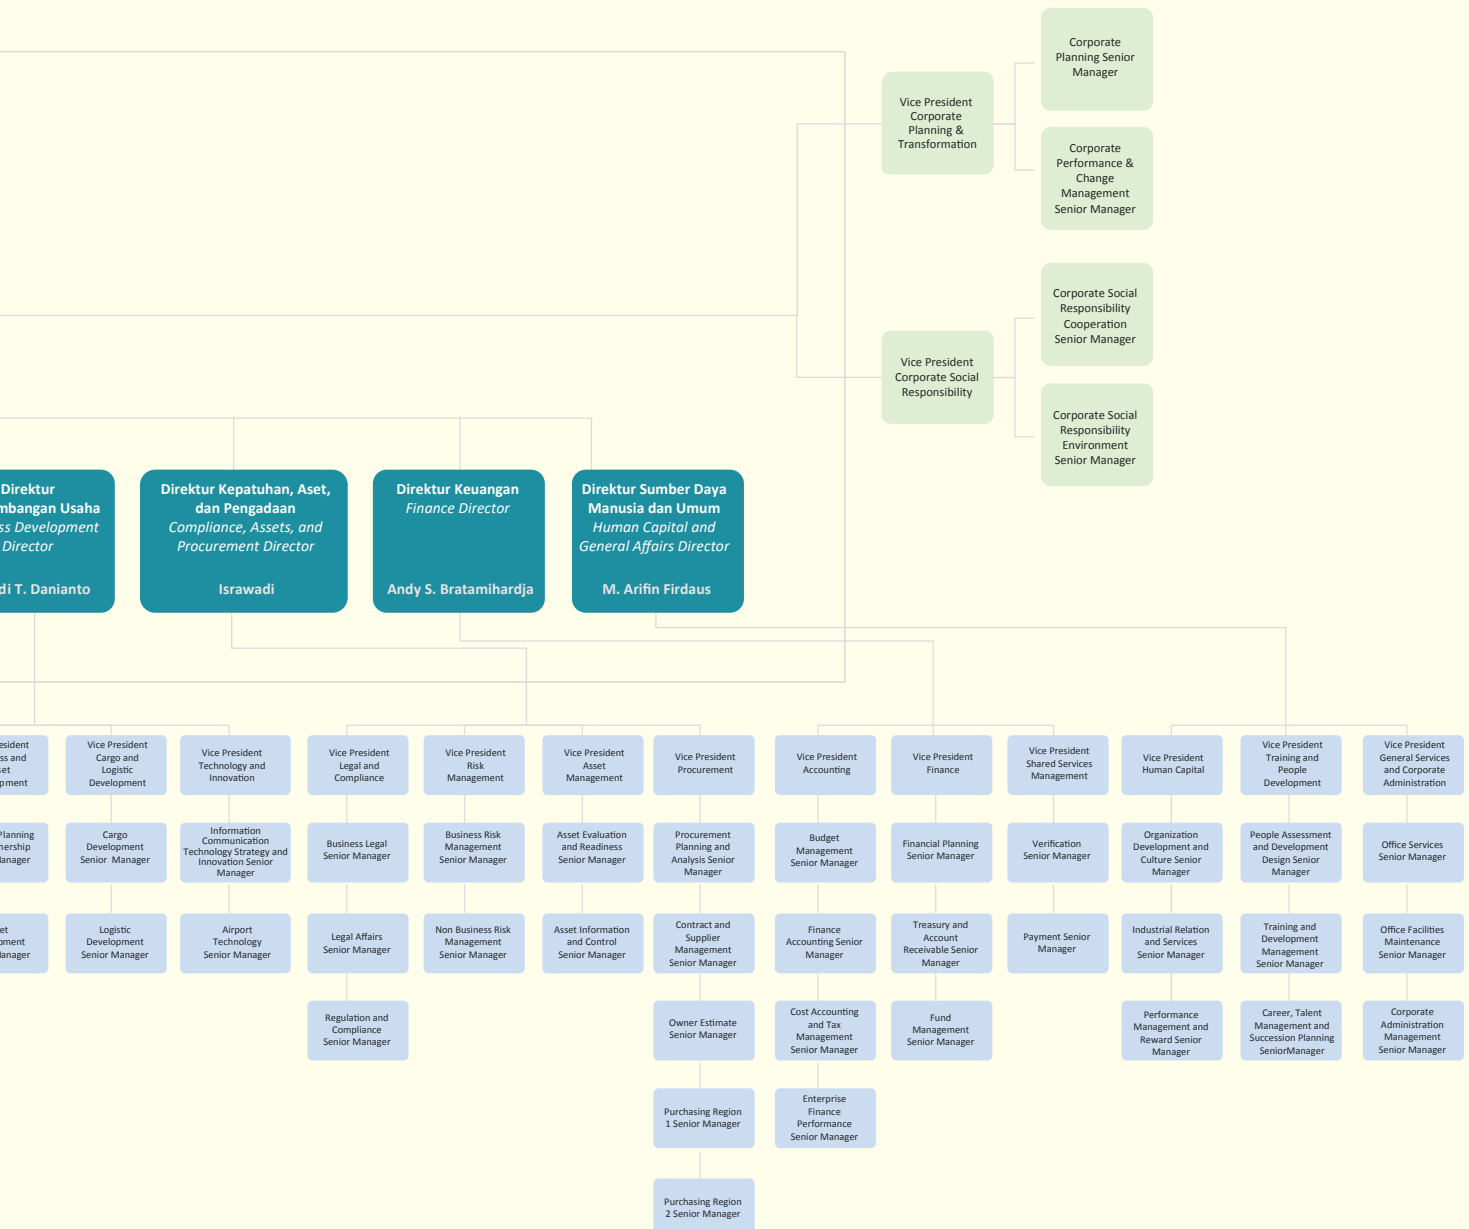 Corporate
Planning Senior
Manager
Vice President
Corporate
Planning &
Transformation
Corporate
Performance &
Change
Management
Senior Manager
Corporate Social
Responsibility
Cooperation
Senior Manager
Vice President
Corporate Social
Responsibility
Corporate Social
Responsibility
Environment
Senior Manager
Direktur
mbangan Usaha
ss Development
Director
di T. Danianto
Direktur Kepatuhan, Aset,
dan Pengadaan
Compliance, Assets, and
Procurement Director
Israwadi
Direktur Keuangan
Finance Director
Andy S. Bratamihardja
Direktur Sumber Daya
Manusia dan Umum
Human Capital and
General Affairs Director
M. Arifin Firdaus
esident
ss and
set
pment
Vice President
Cargo and
Logistic
Development
Vice President
Technology and
Innovation
Vice President
Legal and
Compliance
Vice President
Risk
Management
Vice President
Asset
Management
Vice President
Procurement
Vice President
Accounting
Vice President
Finance
Vice President
Shared Services
Management
Vice President
Human Capital
Vice President
Training and
People
Development
Vice President
General Services
and Corporate
Administration
Planning
nership
anager
Cargo
Development
Senior Manager
Information
Communication
Technology Strategy and
Innovation Senior
Manager
Business Legal
Senior Manager
Business Risk
Management
Senior Manager
Asset Evaluation
and Readiness
Senior Manager
Procurement
Planning and
Analysis Senior
Manager
Budget
Management
Senior Manager
Financial Planning
Senior Manager
Verification
Senior Manager
Organization
Development and
Culture Senior
Manager
People Assessment
and Development
Design Senior
Manager
Office Services
Senior Manager
et
pment
anager
Logistic
Development
Senior Manager
Airport
Technology
Senior Manager
Legal Affairs
Senior Manager
Non Business Risk
Management
Senior Manager
Asset Information
and Control
Senior Manager
Contract and
Supplier
Management
Senior Manager
Finance
Accounting Senior
Manager
Treasury and
Account
Receivable Senior
Manager
Payment Senior
Manager
Industrial Relation
and Services
Senior Manager
Training and
Development
Management
Senior Manager
Office Facilities
Maintenance
Senior Manager
Regulation and
Compliance
Senior Manager
Owner Estimate
Senior Manager
Cost Accounting
and Tax
Management
Senior Manager
Fund
Management
Senior Manager
Performance
Management and
Reward Senior
Manager
Career, Talent
Management and
Succession Planning
SeniorManager
Corporate
Administration
Management
Senior Manager
Purchasing Region
1 Senior Manager
Enterprise
Finance
Performance
Senior Manager
Purchasing Region
2 Senior Manager